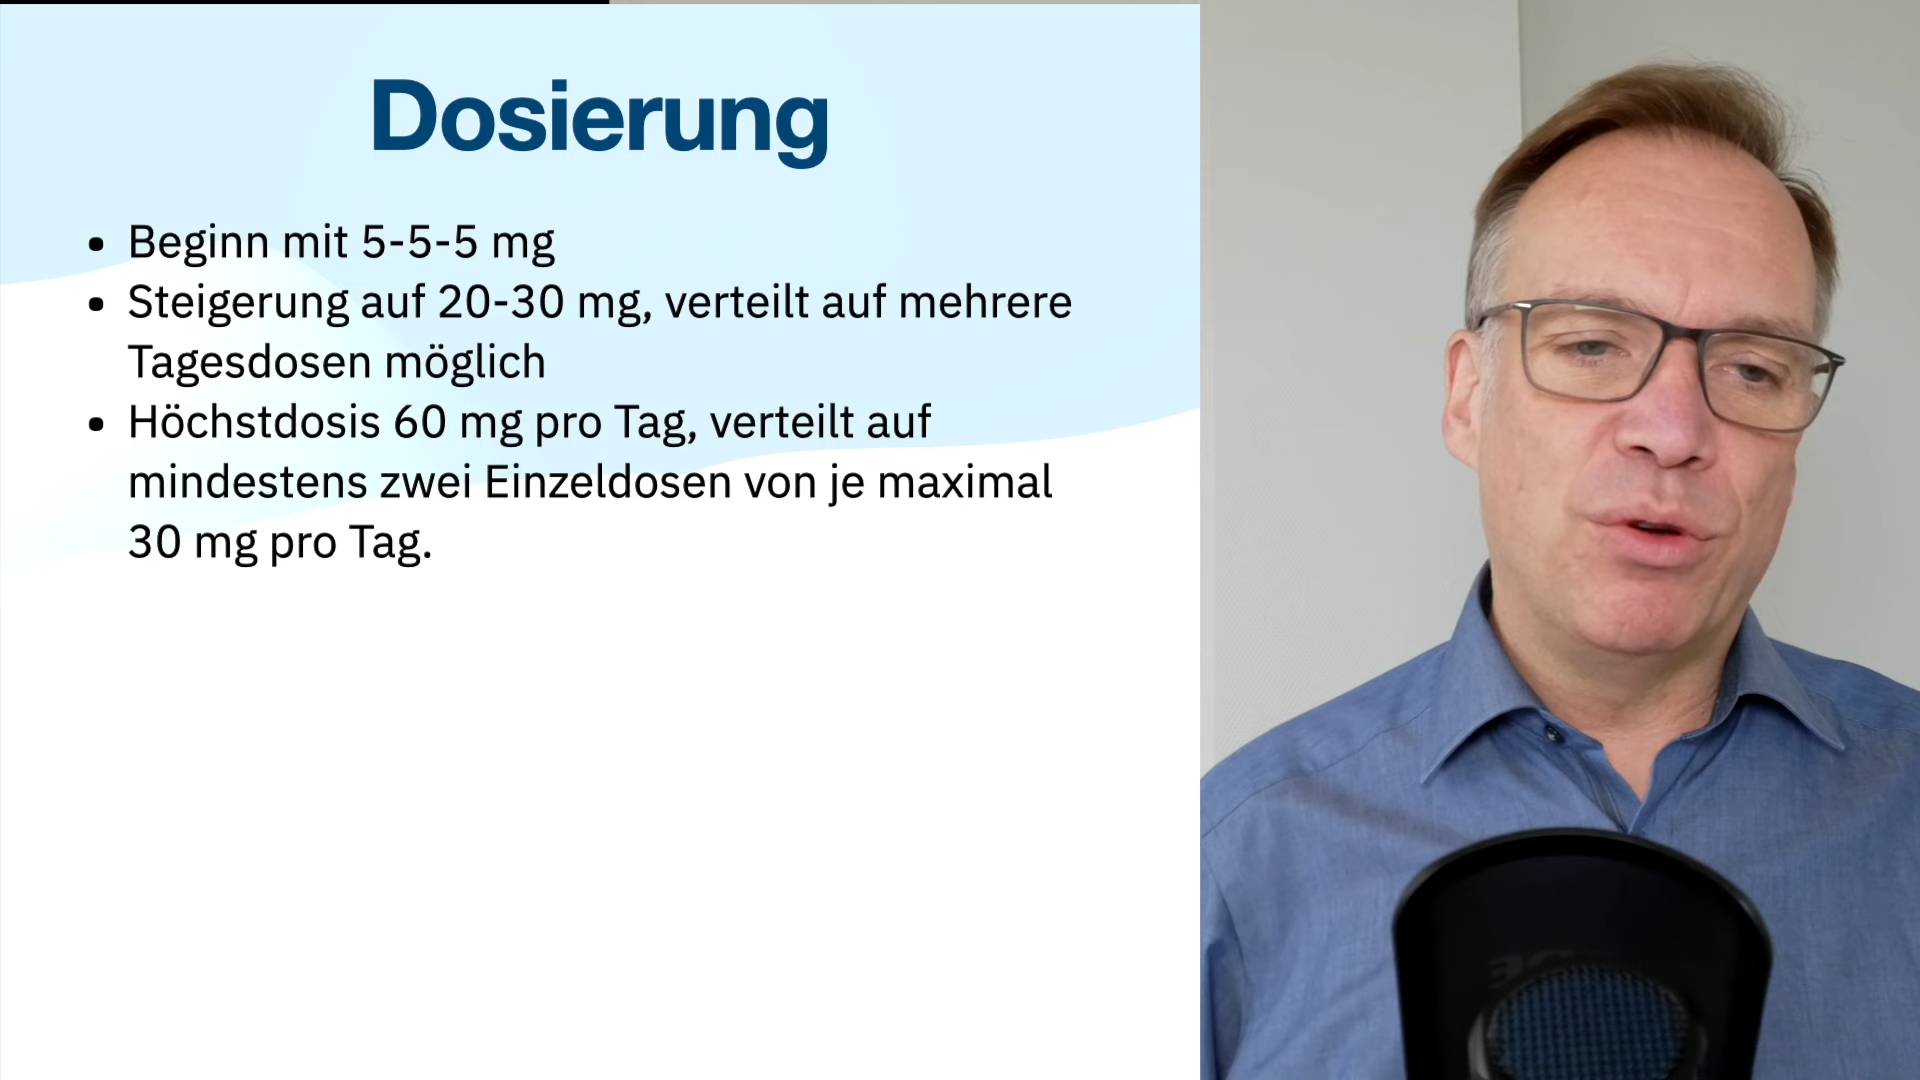 Dosierung
• Beginn mit 5-5-5 mg
• Steigerung auf 20-30 mg, verteilt auf mehrere
Tagesdosen möglich
• Höchstdosis 60 mg pro Tag, verteilt auf
mindestens zwei Einzeldosen von je maximal
30 mg pro Tag.